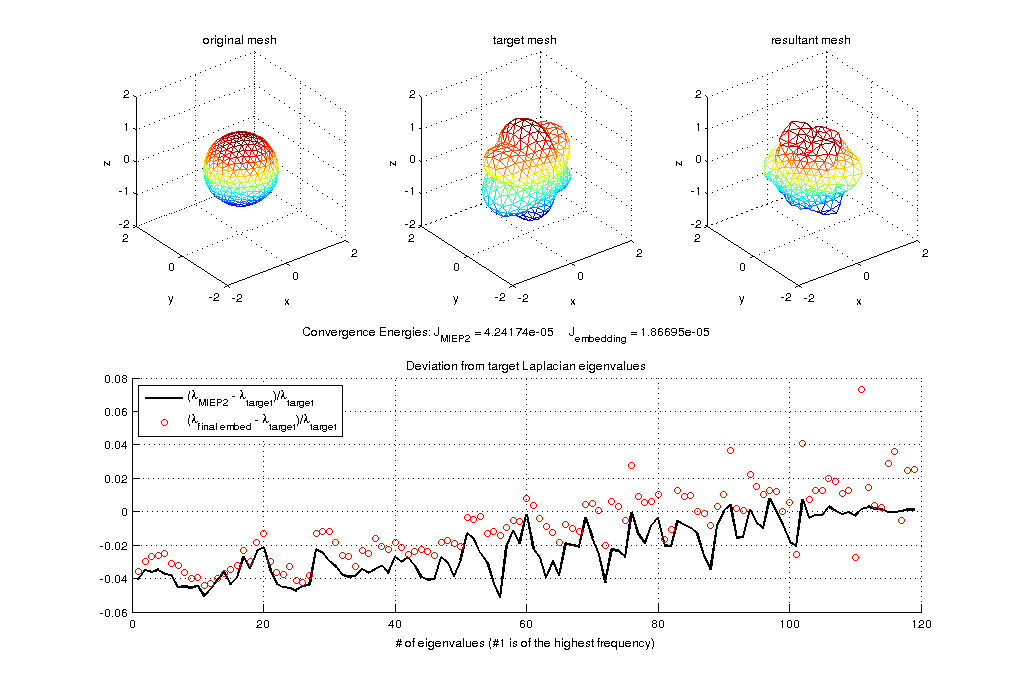 original mesh target mesh resultant mesh
2 2 2
1 1 1
z 0 z 0 z 0
-1 -1 -1
-2 -2 -2
2 2 2 2 2 2
0 0 0 0 0 0
y -2 -2 x y -2 -2 x y -2 -2 x
Convergence Energies: J_MIEP2 = 4.24174e-05 J_embedding = 1.86695e-05
Deviation from target Laplacian eigenvalues
0.08
(λ_MIEP2 - λ_target)/λ_target
0.06
(λ_final embed - λ_target)/λ_target
0.04
0.02
0
-0.02
-0.04
-0.06
0 20 40 60 80 100 120
# of eigenvalues (#1 is of the highest frequency)